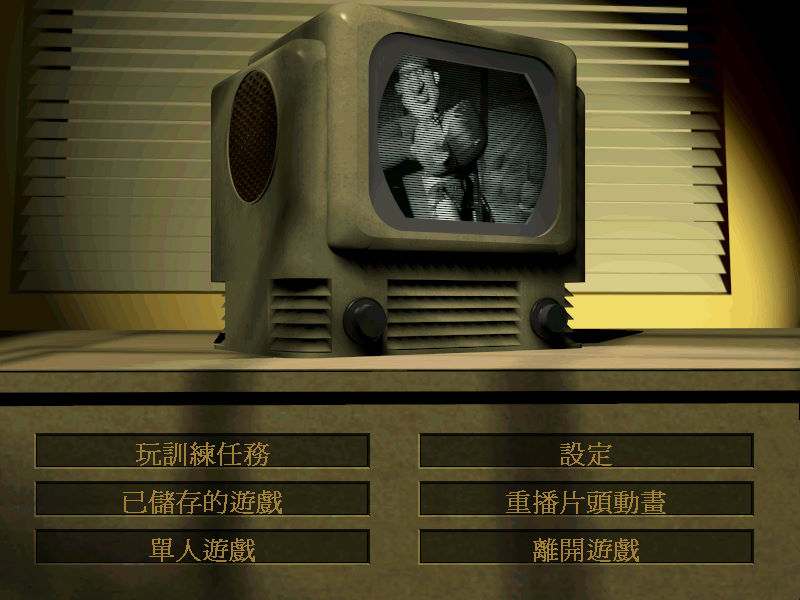 玩訓練任務
已儲存的遊戲
單人遊戲
設定
重播片頭動畫
離開遊戲